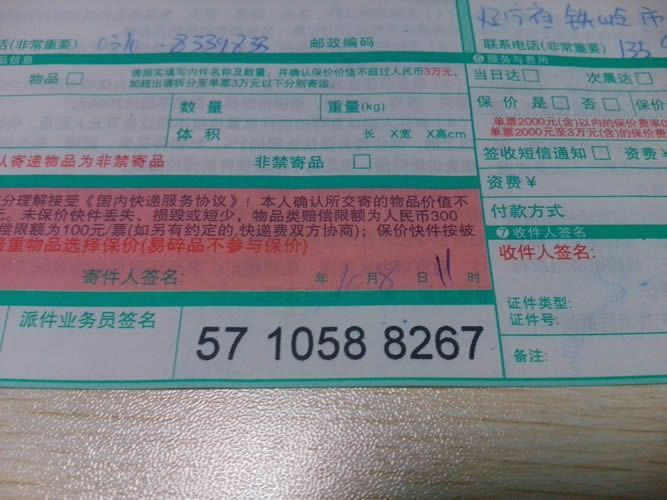 辽宁省 铁岭市
话(非常重要) 0310-8339833 邮政编码
联系电话(非常重要) 135
品信息
物品 □ 请据实填写内件名称及数量，并确认保价价值不超过人民币3万元，
如超出请拆分至单票3万元以下分别寄运。
数 量 重量(kg)
体 积 长 X宽 X高cm
人寄递物品为非禁寄品 非禁寄品 □
⑥服务与费用
当日达 □ 次晨达 □
保 价 是 □ 否 □ 保价
单票2000元(含)以内的保价费率0
单票2000元至3万元(含)的保价费
签收短信通知 □ 资费￥
资费￥
付款方式
分理解接受《国内快递服务协议》！本人确认所交寄的物品价值不
元。未保价快件丢失、损毁或短少，物品类赔偿限额为人民币300
偿限额为100元/票(如另有约定的,快递费双方协商)；保价快件按被
贵重物品选择保价(易碎品不参与保价)
寄件人签名: 年 10 月 8 日 11 时
⑦收件人签名
收件人签名:
证件类型:
证件号:
派件业务员签名
57 1058 8267
备注: